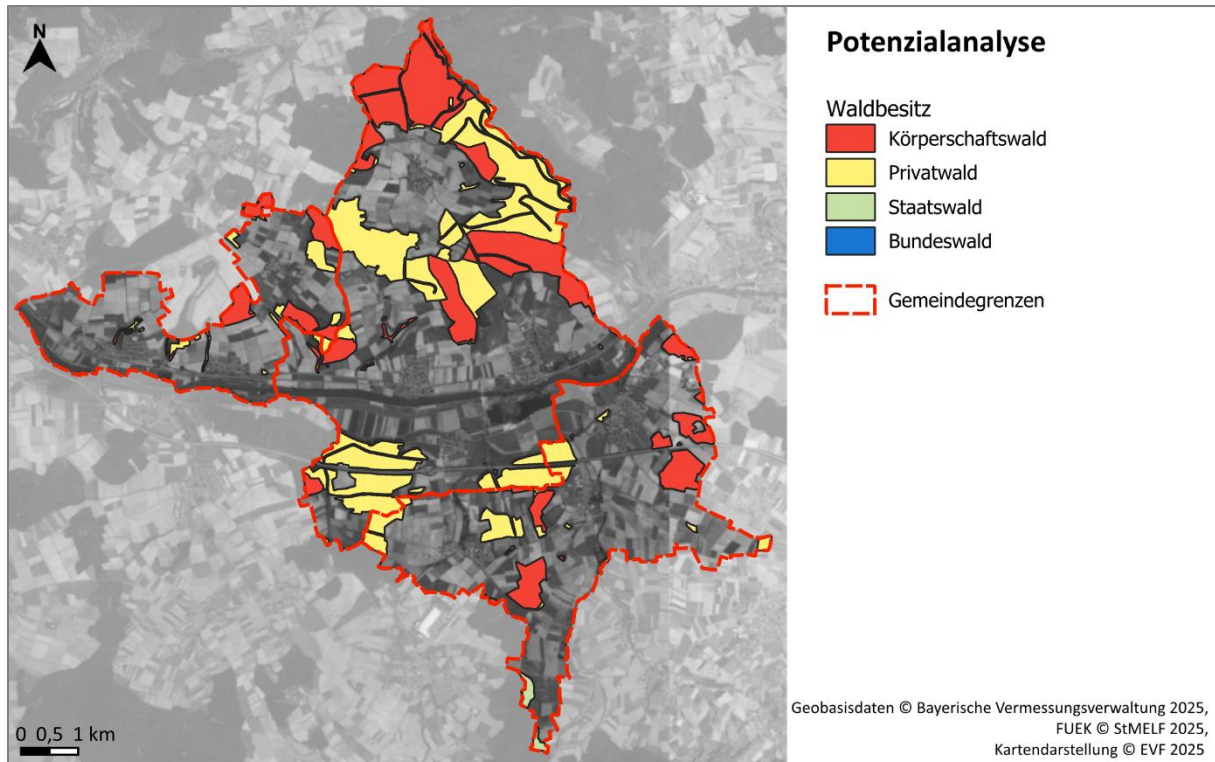 N
Potenzialanalyse
Waldbesitz
Körperschaftswald
Privatwald
Staatswald
Bundeswald
Gemeindegrenzen
0 0,5 1 km
Geobasisdaten © Bayerische Vermessungsverwaltung 2025,
FUEK © StMELF 2025,
Kartendarstellung © EVF 2025